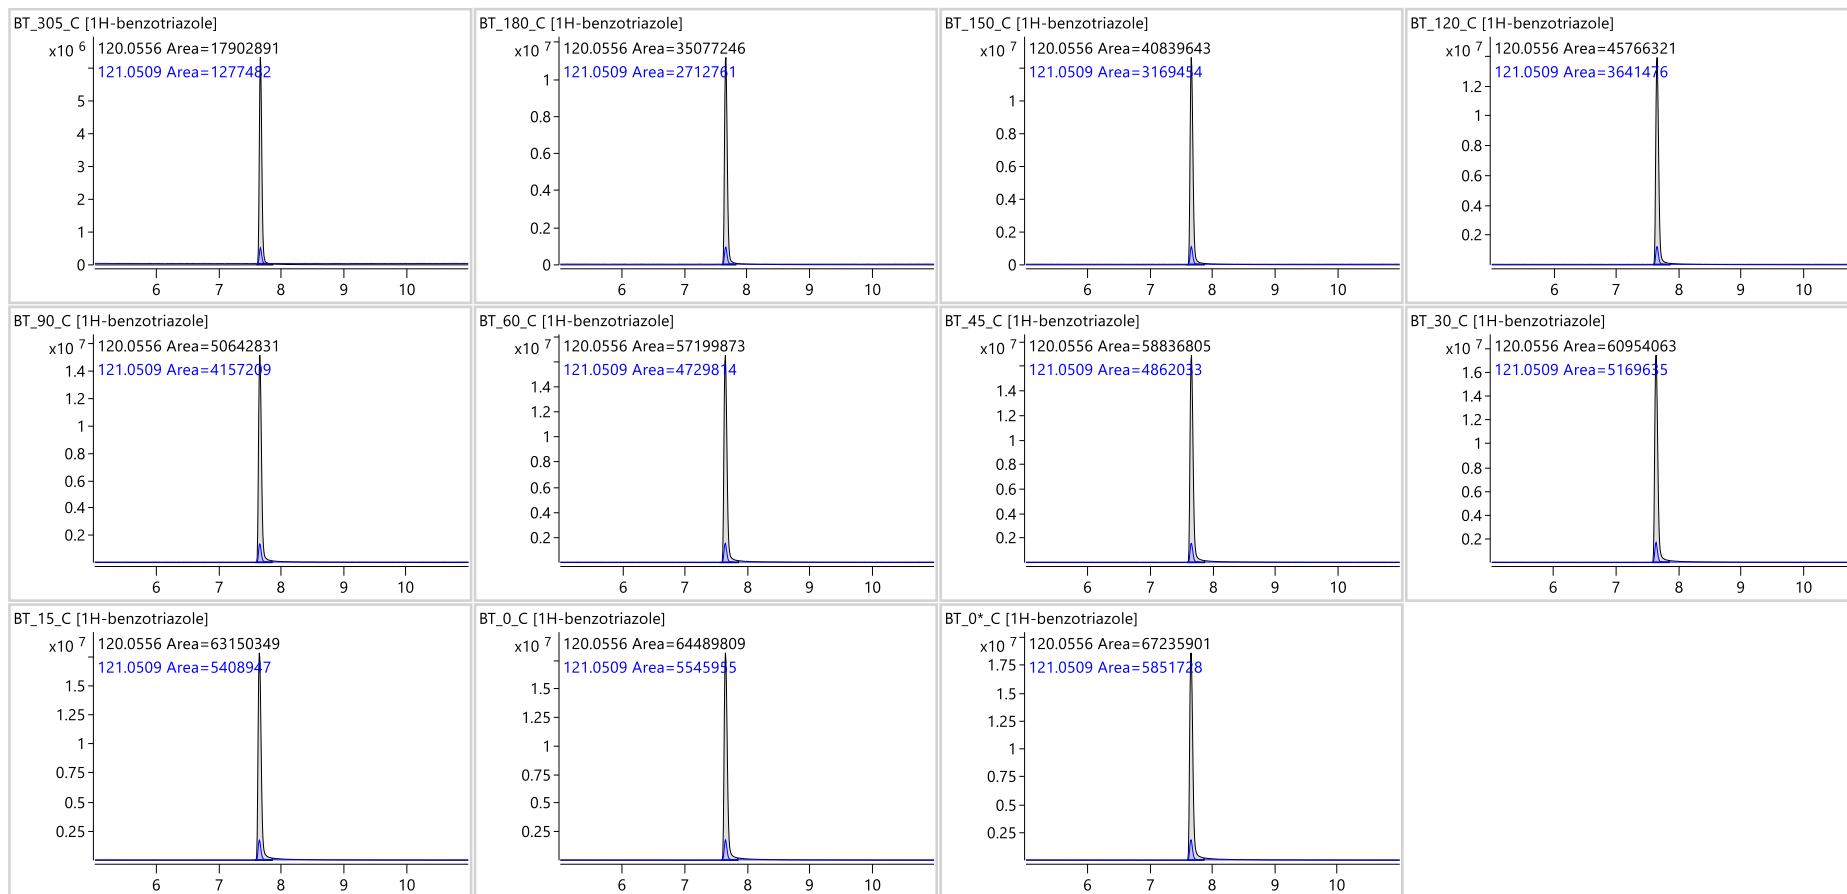 BT_305_C [1H-benzotriazole]
x10 6
120.0556 Area=17902891
121.0509 Area=1277482
5
4
3
2
1
0
6 7 8 9 10
BT_180_C [1H-benzotriazole]
x10 7
120.0556 Area=35077246
121.0509 Area=2712761
1
0.8
0.6
0.4
0.2
0
6 7 8 9 10
BT_150_C [1H-benzotriazole]
x10 7
120.0556 Area=40839643
121.0509 Area=3169454
1
0.8
0.6
0.4
0.2
0
6 7 8 9 10
BT_120_C [1H-benzotriazole]
x10 7
120.0556 Area=45766321
121.0509 Area=3641476
1.2
1
0.8
0.6
0.4
0.2
6 7 8 9 10
BT_90_C [1H-benzotriazole]
x10 7
120.0556 Area=50642831
121.0509 Area=4157209
1.4
1.2
1
0.8
0.6
0.4
0.2
6 7 8 9 10
BT_60_C [1H-benzotriazole]
x10 7
120.0556 Area=57199873
121.0509 Area=4729814
1.4
1.2
1
0.8
0.6
0.4
0.2
6 7 8 9 10
BT_45_C [1H-benzotriazole]
x10 7
120.0556 Area=58836805
121.0509 Area=4862033
1.4
1.2
1
0.8
0.6
0.4
0.2
6 7 8 9 10
BT_30_C [1H-benzotriazole]
x10 7
120.0556 Area=60954063
121.0509 Area=5169635
1.6
1.4
1.2
1
0.8
0.6
0.4
0.2
6 7 8 9 10
BT_15_C [1H-benzotriazole]
x10 7
120.0556 Area=63150349
121.0509 Area=5408947
1.5
1.25
1
0.75
0.5
0.25
6 7 8 9 10
BT_0_C [1H-benzotriazole]
x10 7
120.0556 Area=64489809
121.0509 Area=5545955
1.5
1.25
1
0.75
0.5
0.25
6 7 8 9 10
BT_0*_C [1H-benzotriazole]
x10 7
120.0556 Area=67235901
121.0509 Area=5851728
1.75
1.5
1.25
1
0.75
0.5
0.25
6 7 8 9 10